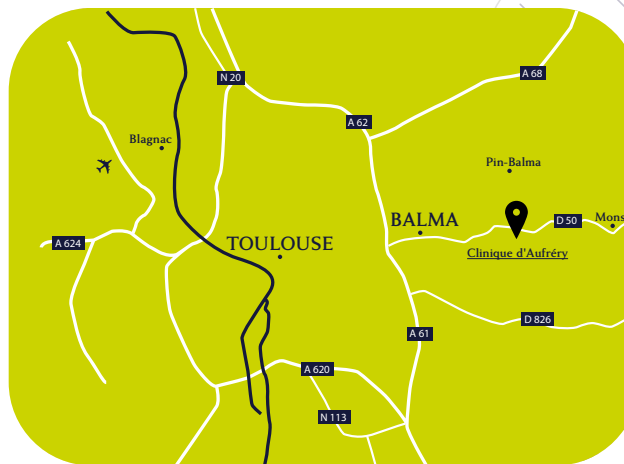 N 20
A 68
A 62
Blagnac
Pin-Balma
BALMA
D 50
Mons
A 624
TOULOUSE
Clinique d'Aufréry
D 826
A 61
A 620
N 113